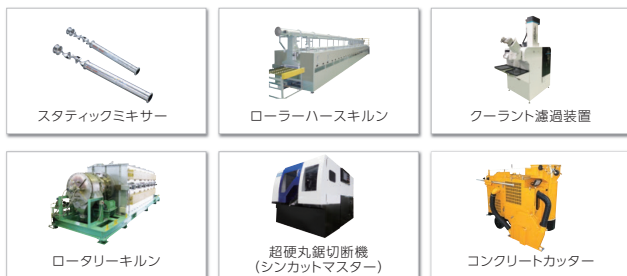 スタティックミキサー
ローラーハースキルン
クーラント濾過装置
ロータリーキルン
超硬丸鋸切断機
(シンカットマスター)
コンクリートカッター